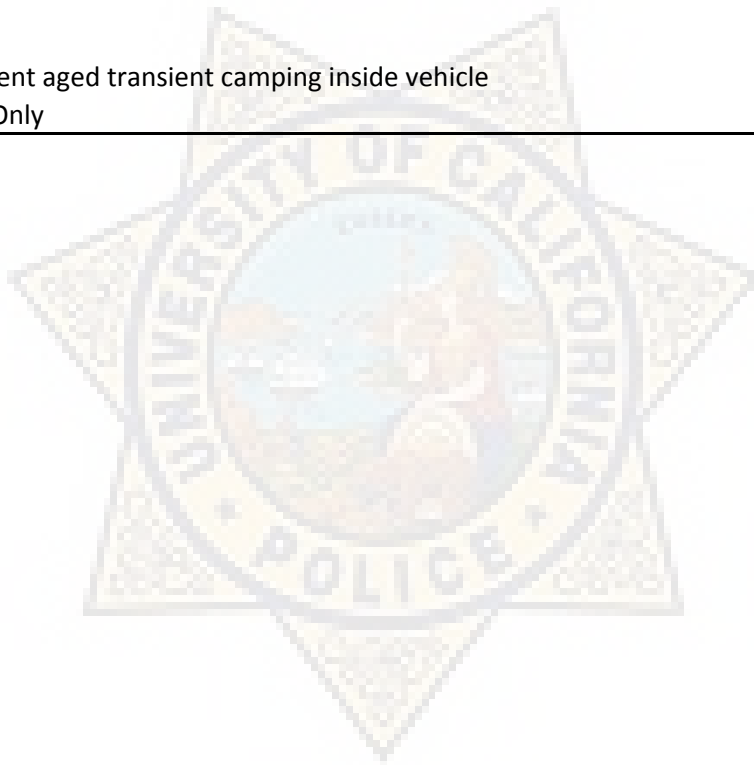 ent aged transient camping inside vehicle
Only
UNIVERSITY OF CALIFORNIA
POLICE